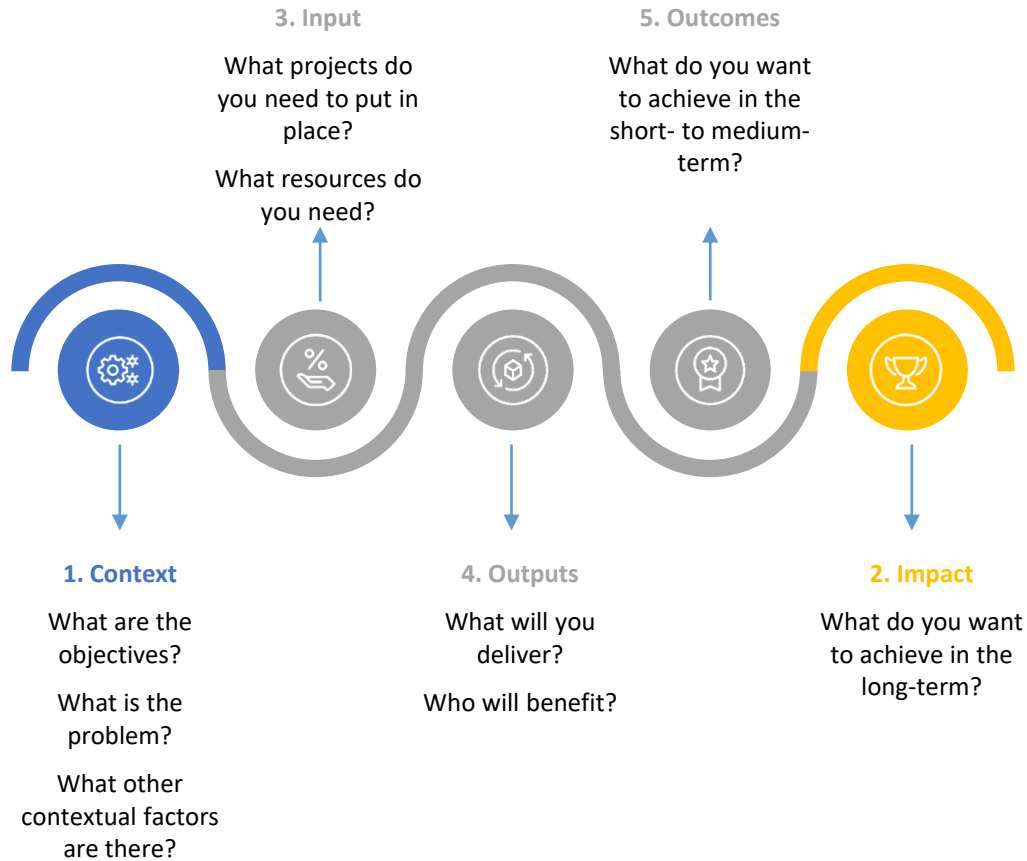 3. Input
What projects do
you need to put in
place?
What resources do
you need?
5. Outcomes
What do you want
to achieve in the
short- to medium-
term?
%
1. Context
What are the
objectives?
What is the
problem?
What other
contextual factors
are there?
4. Outputs
What will you
deliver?
Who will benefit?
2. Impact
What do you want
to achieve in the
long-term?